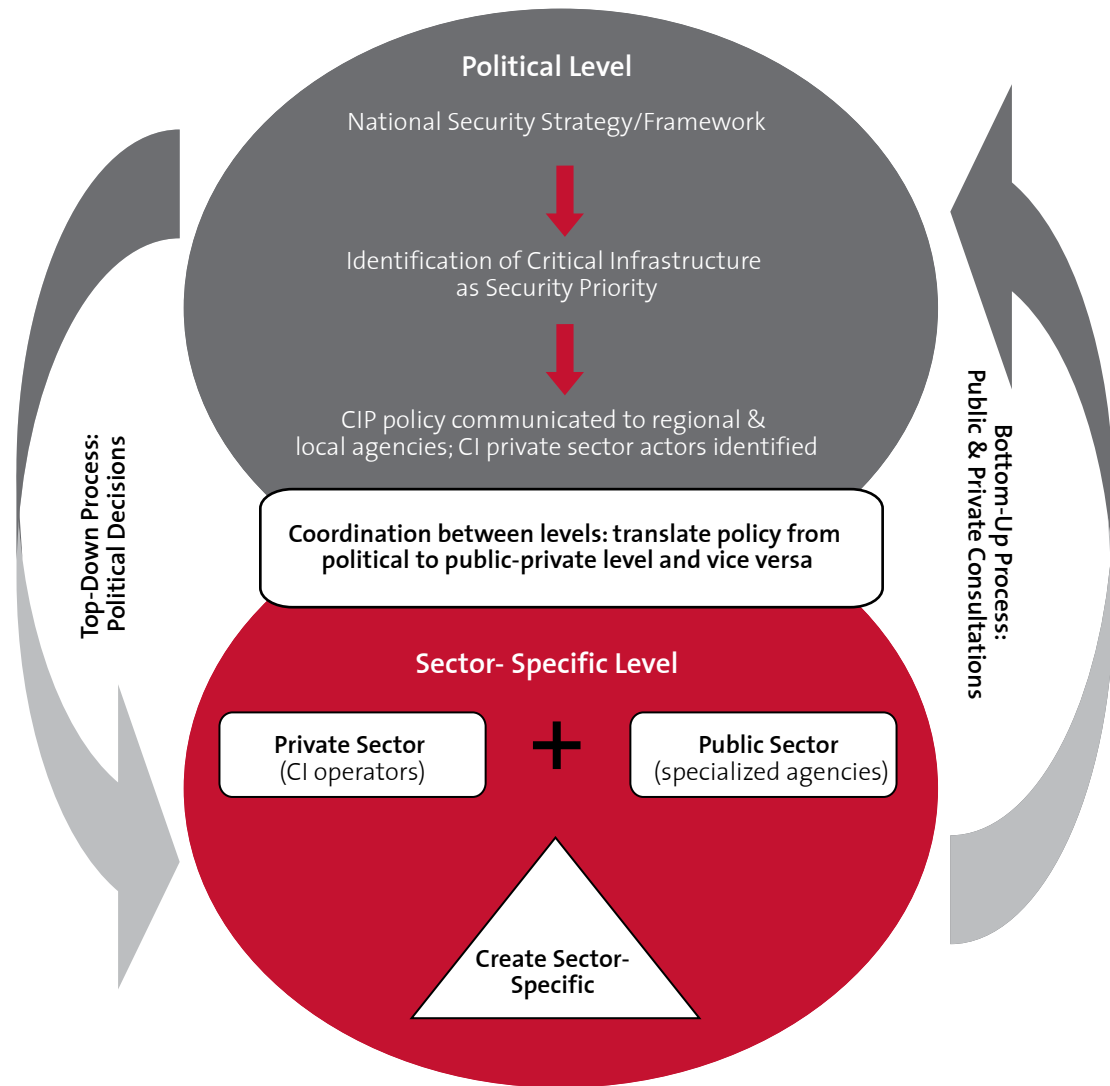 Political Level
National Security Strategy/Framework
Identification of Critical Infrastructure
as Security Priority
CIP policy communicated to regional &
local agencies; CI private sector actors identified
Top-Down Process:
Political Decisions
Bottom-Up Process:
Public & Private Consultations
Coordination between levels: translate policy from
political to public-private level and vice versa
Sector- Specific Level
Private Sector
(CI operators)
+
Public Sector
(specialized agencies)
Create Sector-
Specific